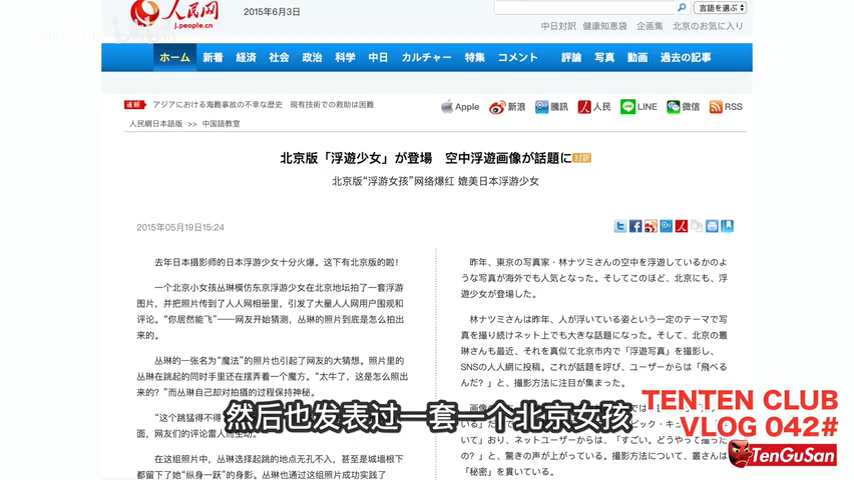 人民网
j.people.cn
2015年6月3日
言語を選ぶ
中日対訳 健康知恵袋 企画集 北京のお気に入り
ホーム 新着 経済 社会 政治 科学 中日 カルチャー 特集 コメント 評論 写真 動画 過去の記事
速報 アジアにおける海難事故の不幸な歴史 現有技術での救助は困難
Apple 新浪 騰訊 人民 LINE 微信 RSS
人民網日本語版 >> 中国語教室
北京版「浮遊少女」が登場 空中浮遊画像が話題に 対訳
北京版“浮游女孩”网络爆红 媲美日本浮游少女
2015年05月19日15:24
去年日本摄影师的日本浮游少女十分火爆。这下有北京版的啦!
一个北京小女孩丛琳模仿东京浮游少女在北京地坛拍了一套浮游
图片，并把照片传到了人人网相册里，引发了大量人人网用户围观和
评论。“你居然能飞”——网友开始猜测，丛琳的照片到底是怎么拍出
来的。
丛琳的一张名为“魔法”的照片也引起了网友的大猜想。照片里的
丛琳在跳起的同时手里还在摆弄着一个魔方。“太牛了，这是怎么照出
来的？”而丛琳自己却对拍摄的过程保持神秘。
“这个跳猛得不得
面，网友们的评论雷人而生动。
在这组照片中，丛琳选择起跳的地点无孔不入，甚至是城墙根下
都留下了她“纵身一跃”的身影。丛琳也通过这组照片成功实践了
昨年、東京の写真家・林ナツミさんの空中を浮遊しているかのよ
うな写真が海外でも人気となった。そしてこのほど、北京にも、浮
遊少女が登場した。
林ナツミさんは昨年、人が浮いている姿という一定のテーマで写
真を撮り続けネット上でも大きな話題になった。そして、北京の叢
琳さんも最近、それを真似て北京市内で「浮遊写真」を撮影し、
SNSの人人網に投稿。これが話題を呼び、ユーザーからは「飛べる
んだ？」と、撮影方法に注目が集まった。
いて」おり、ネットユーザーからは、「すごい。どうやって撮ったの
？」と、驚きの声が上がっている。撮影方法について、叢さんは
「秘密」を貫いている。
然后也发表过一套一个北京女孩
TENTEN CLUB
VLOG 042#
TenGuSan